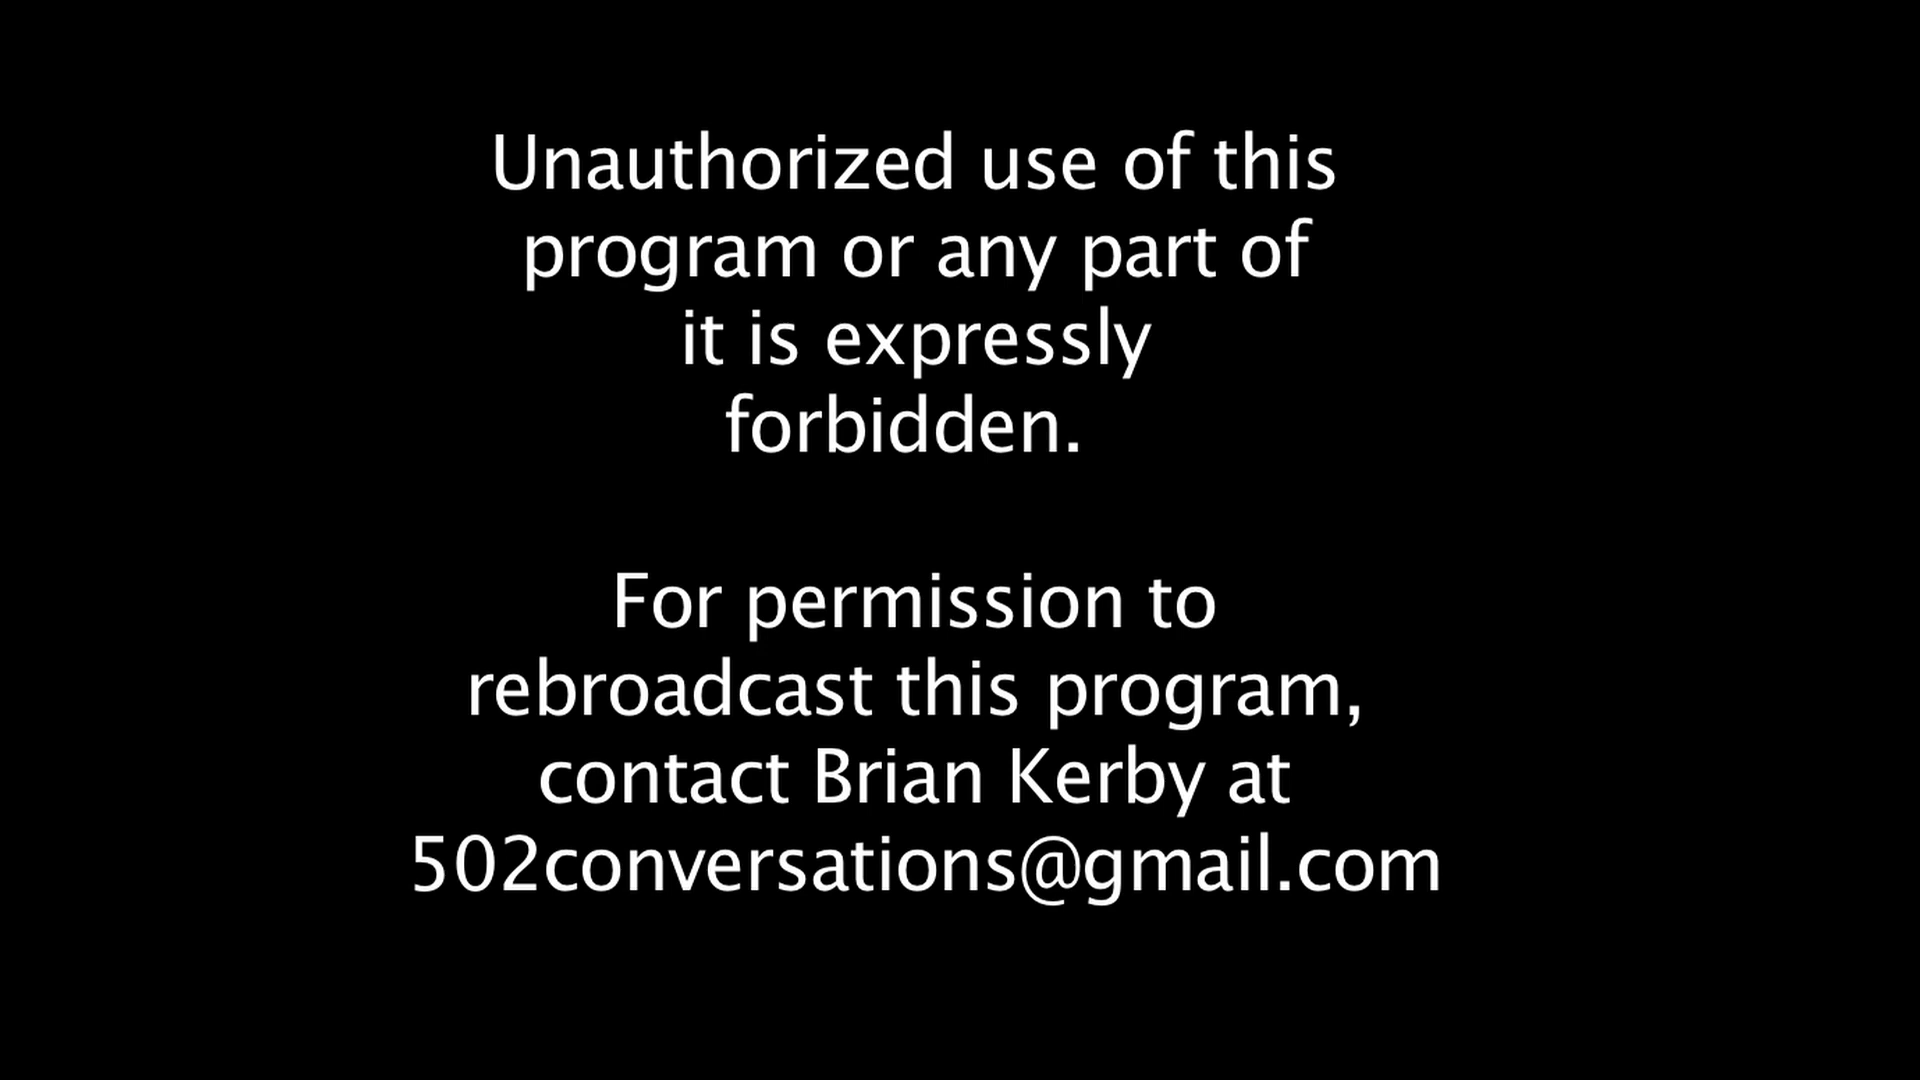 Unauthorized use of this
program or any part of
it is expressly
forbidden.
For permission to
rebroadcast this program,
contact Brian Kerby at
502conversations@gmail.com